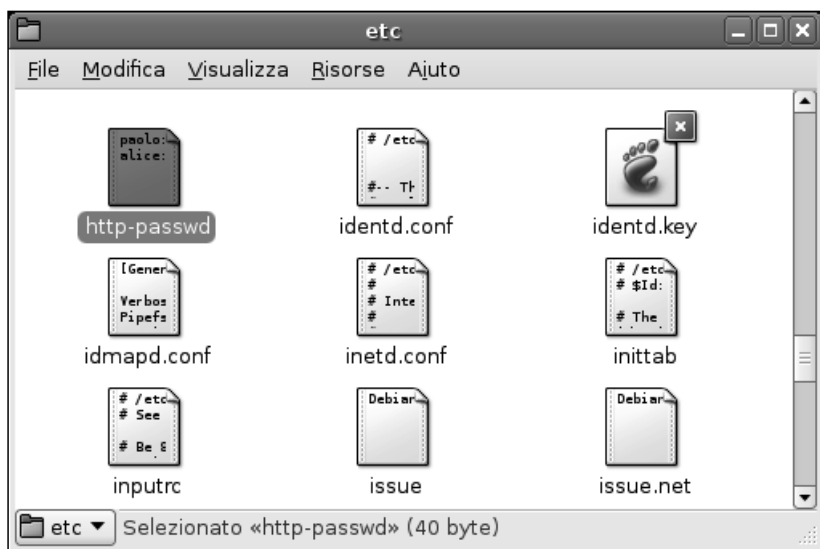 etc
File Modifica Visualizza Risorse Ajuto
paolo:
alice:
# /etc
#-- Th
http-passwd identd.conf identd.key
[Gener
Verbos
Pipefs
# /etc
#
# Inte
#
# /etc
# $Id:
# The
idmapd.conf inetd.conf inittab
# /etc
# See
# Be
Debian
Debian
inputrc issue issue.net
etc Selezionato «http-passwd» (40 byte)